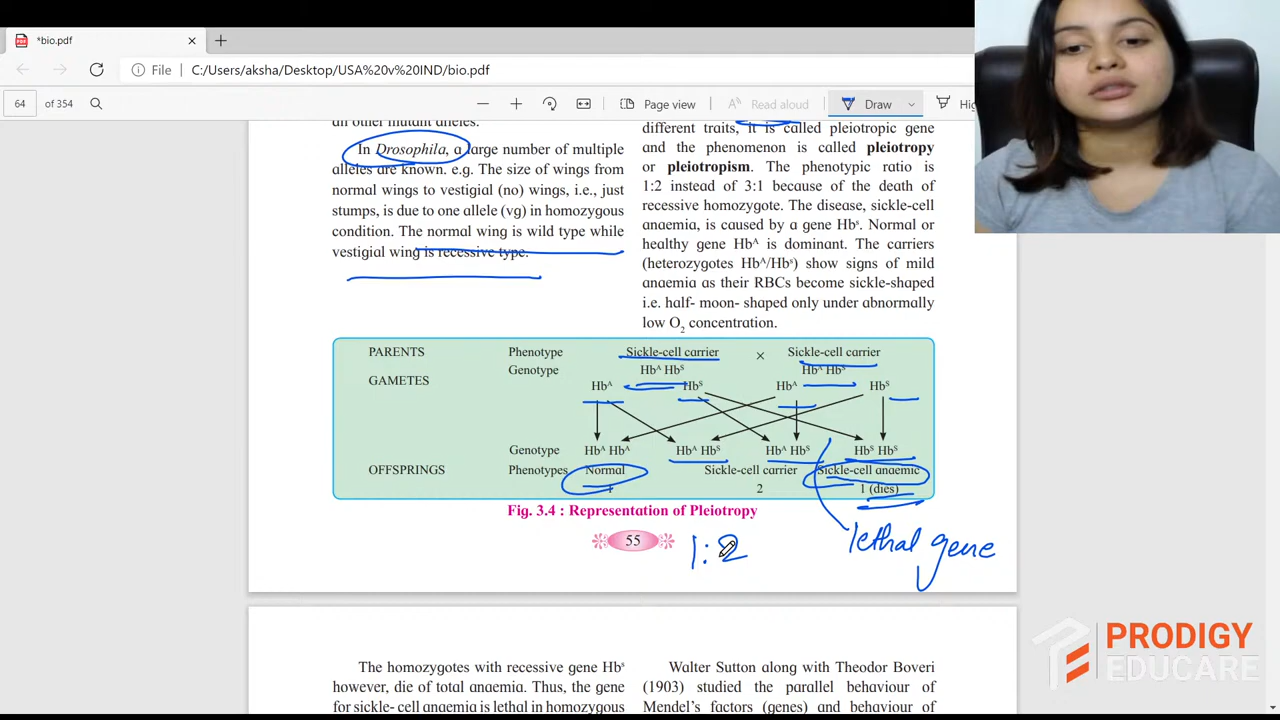 *bio.pdf
File C:/Users/aksha/Desktop/USA%20v%20IND/bio.pdf
64 of 354 Page view Read aloud Draw
an other mutant alleles.
In Drosophila, a large number of multiple
alleles are known. e.g. The size of wings from
normal wings to vestigial (no) wings, i.e., just
stumps, is due to one allele (vg) in homozygous
condition. The normal wing is wild type while
vestigial wing is recessive type.
different traits, it is called pleiotropic gene
and the phenomenon is called pleiotropy
or pleiotropism. The phenotypic ratio is
1:2 instead of 3:1 because of the death of
recessive homozygote. The disease, sickle-cell
anaemia, is caused by a gene Hbˢ. Normal or
healthy gene Hbᴬ is dominant. The carriers
(heterozygotes Hbᴬ/Hbˢ) show signs of mild
anaemia as their RBCs become sickle-shaped
i.e. half- moon- shaped only under abnormally
low O₂ concentration.
PARENTS Phenotype Sickle-cell carrier × Sickle-cell carrier
Genotype Hbᴬ Hbˢ Hbᴬ Hbˢ
GAMETES Hbᴬ Hbˢ Hbᴬ Hbˢ
Genotype Hbᴬ Hbᴬ Hbᴬ Hbˢ Hbᴬ Hbˢ Hbˢ Hbˢ
OFFSPRINGS Phenotypes Normal Sickle-cell carrier Sickle-cell anaemic
1 2 1 (dies)
Fig. 3.4 : Representation of Pleiotropy
55
1:2
lethal gene
PRODIGY
EDUCARE
The homozygotes with recessive gene Hbˢ
however, die of total anaemia. Thus, the gene
for sickle- cell anaemia is lethal in homozygous
Walter Sutton along with Theodor Boveri
(1903) studied the parallel behaviour of
Mendel's factors (genes) and behaviour of